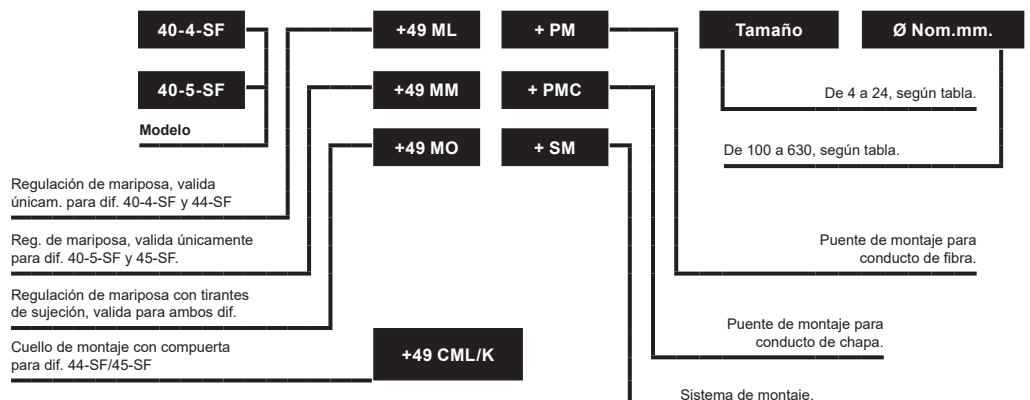 40-4-SF
+49 ML
+ PM
Tamaño
Ø Nom.mm.
40-5-SF
+49 MM
+ PMC
De 4 a 24, según tabla.
Modelo
+49 MO
+ SM
De 100 a 630, según tabla.
Regulación de mariposa, valida
únicam. para dif. 40-4-SF y 44-SF
Reg. de mariposa, valida únicamente
para dif. 40-5-SF y 45-SF.
Puente de montaje para
conducto de fibra.
Regulación de mariposa con tirantes
de sujeción, valida para ambos dif.
Cuello de montaje con compuerta
para dif. 44-SF/45-SF
+49 CML/K
Puente de montaje para
conducto de chapa.
Sistema de montaje.